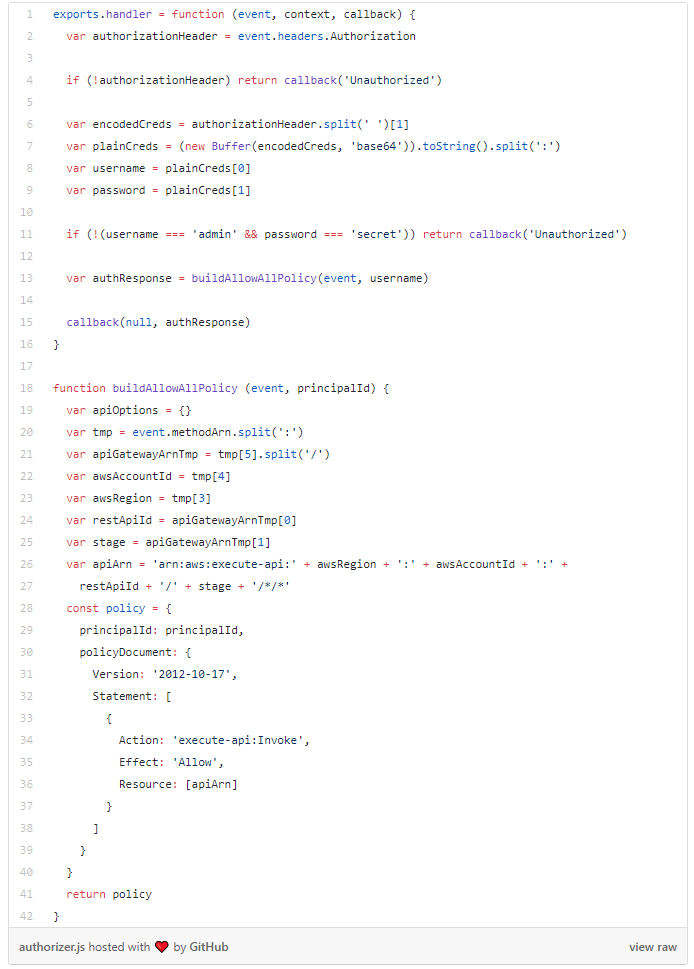 1 exports.handler = function (event, context, callback) {
2   var authorizationHeader = event.headers.Authorization
3
4   if (!authorizationHeader) return callback('Unauthorized')
5
6   var encodedCreds = authorizationHeader.split(' ')[1]
7   var plainCreds = (new Buffer(encodedCreds, 'base64')).toString().split(':')
8   var username = plainCreds[0]
9   var password = plainCreds[1]
10
11   if (!(username === 'admin' && password === 'secret')) return callback('Unauthorized')
12
13   var authResponse = buildAllowAllPolicy(event, username)
14
15   callback(null, authResponse)
16 }
17
18 function buildAllowAllPolicy (event, principalId) {
19   var apiOptions = {}
20   var tmp = event.methodArn.split(':')
21   var apiGatewayArnTmp = tmp[5].split('/')
22   var awsAccountId = tmp[4]
23   var awsRegion = tmp[3]
24   var restApiId = apiGatewayArnTmp[0]
25   var stage = apiGatewayArnTmp[1]
26   var apiArn = 'arn:aws:execute-api:' + awsRegion + ':' + awsAccountId + ':' +
27     restApiId + '/' + stage + '/*/*'
28   const policy = {
29     principalId: principalId,
30     policyDocument: {
31       Version: '2012-10-17',
32       Statement: [
33         {
34           Action: 'execute-api:Invoke',
35           Effect: 'Allow',
36           Resource: [apiArn]
37         }
38       ]
39     }
40   }
41   return policy
42 }
authorizer.js hosted with ❤ by GitHub view raw